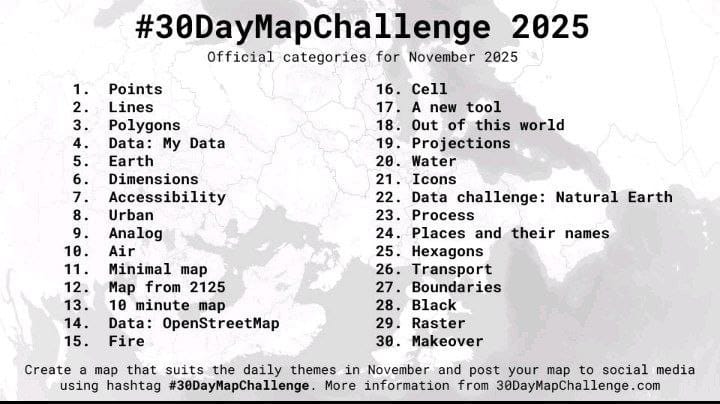 #30DayMapChallenge 2025
Official categories for November 2025
1. Points
2. Lines
3. Polygons
4. Data: My Data
5. Earth
6. Dimensions
7. Accessibility
8. Urban
9. Analog
10. Air
11. Minimal map
12. Map from 2125
13. 10 minute map
14. Data: OpenStreetMap
15. Fire
16. Cell
17. A new tool
18. Out of this world
19. Projections
20. Water
21. Icons
22. Data challenge: Natural Earth
23. Process
24. Places and their names
25. Hexagons
26. Transport
27. Boundaries
28. Black
29. Raster
30. Makeover
Create a map that suits the daily themes in November and post your map to social media
using hashtag #30DayMapChallenge. More information from 30DayMapChallenge.com